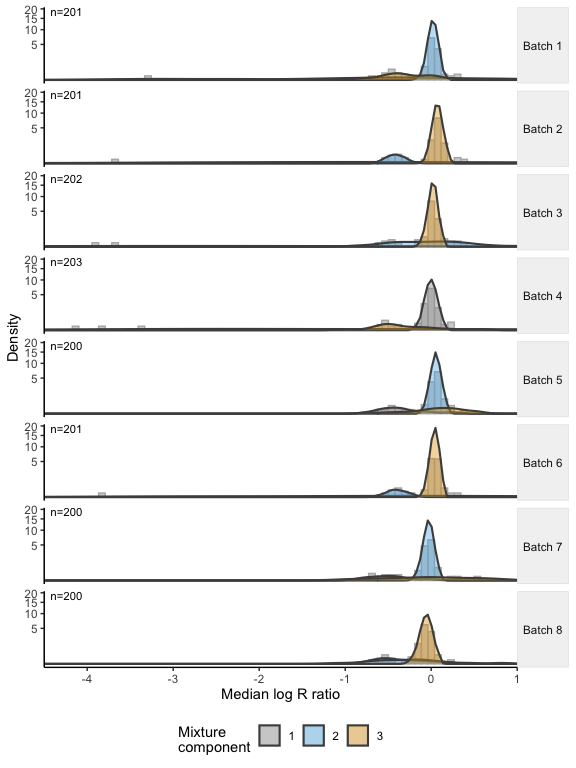 20
15
10
5
n=201
Batch 1
20
15
10
5
n=201
Batch 2
20
15
10
5
n=202
Batch 3
20
15
10
5
n=203
Batch 4
20
15
10
5
n=200
Batch 5
20
15
10
5
n=201
Batch 6
20
15
10
5
n=200
Batch 7
20
15
10
5
n=200
Batch 8
Density
-4 -3 -2 -1 0 1
Median log R ratio
Mixture
component
1 2 3